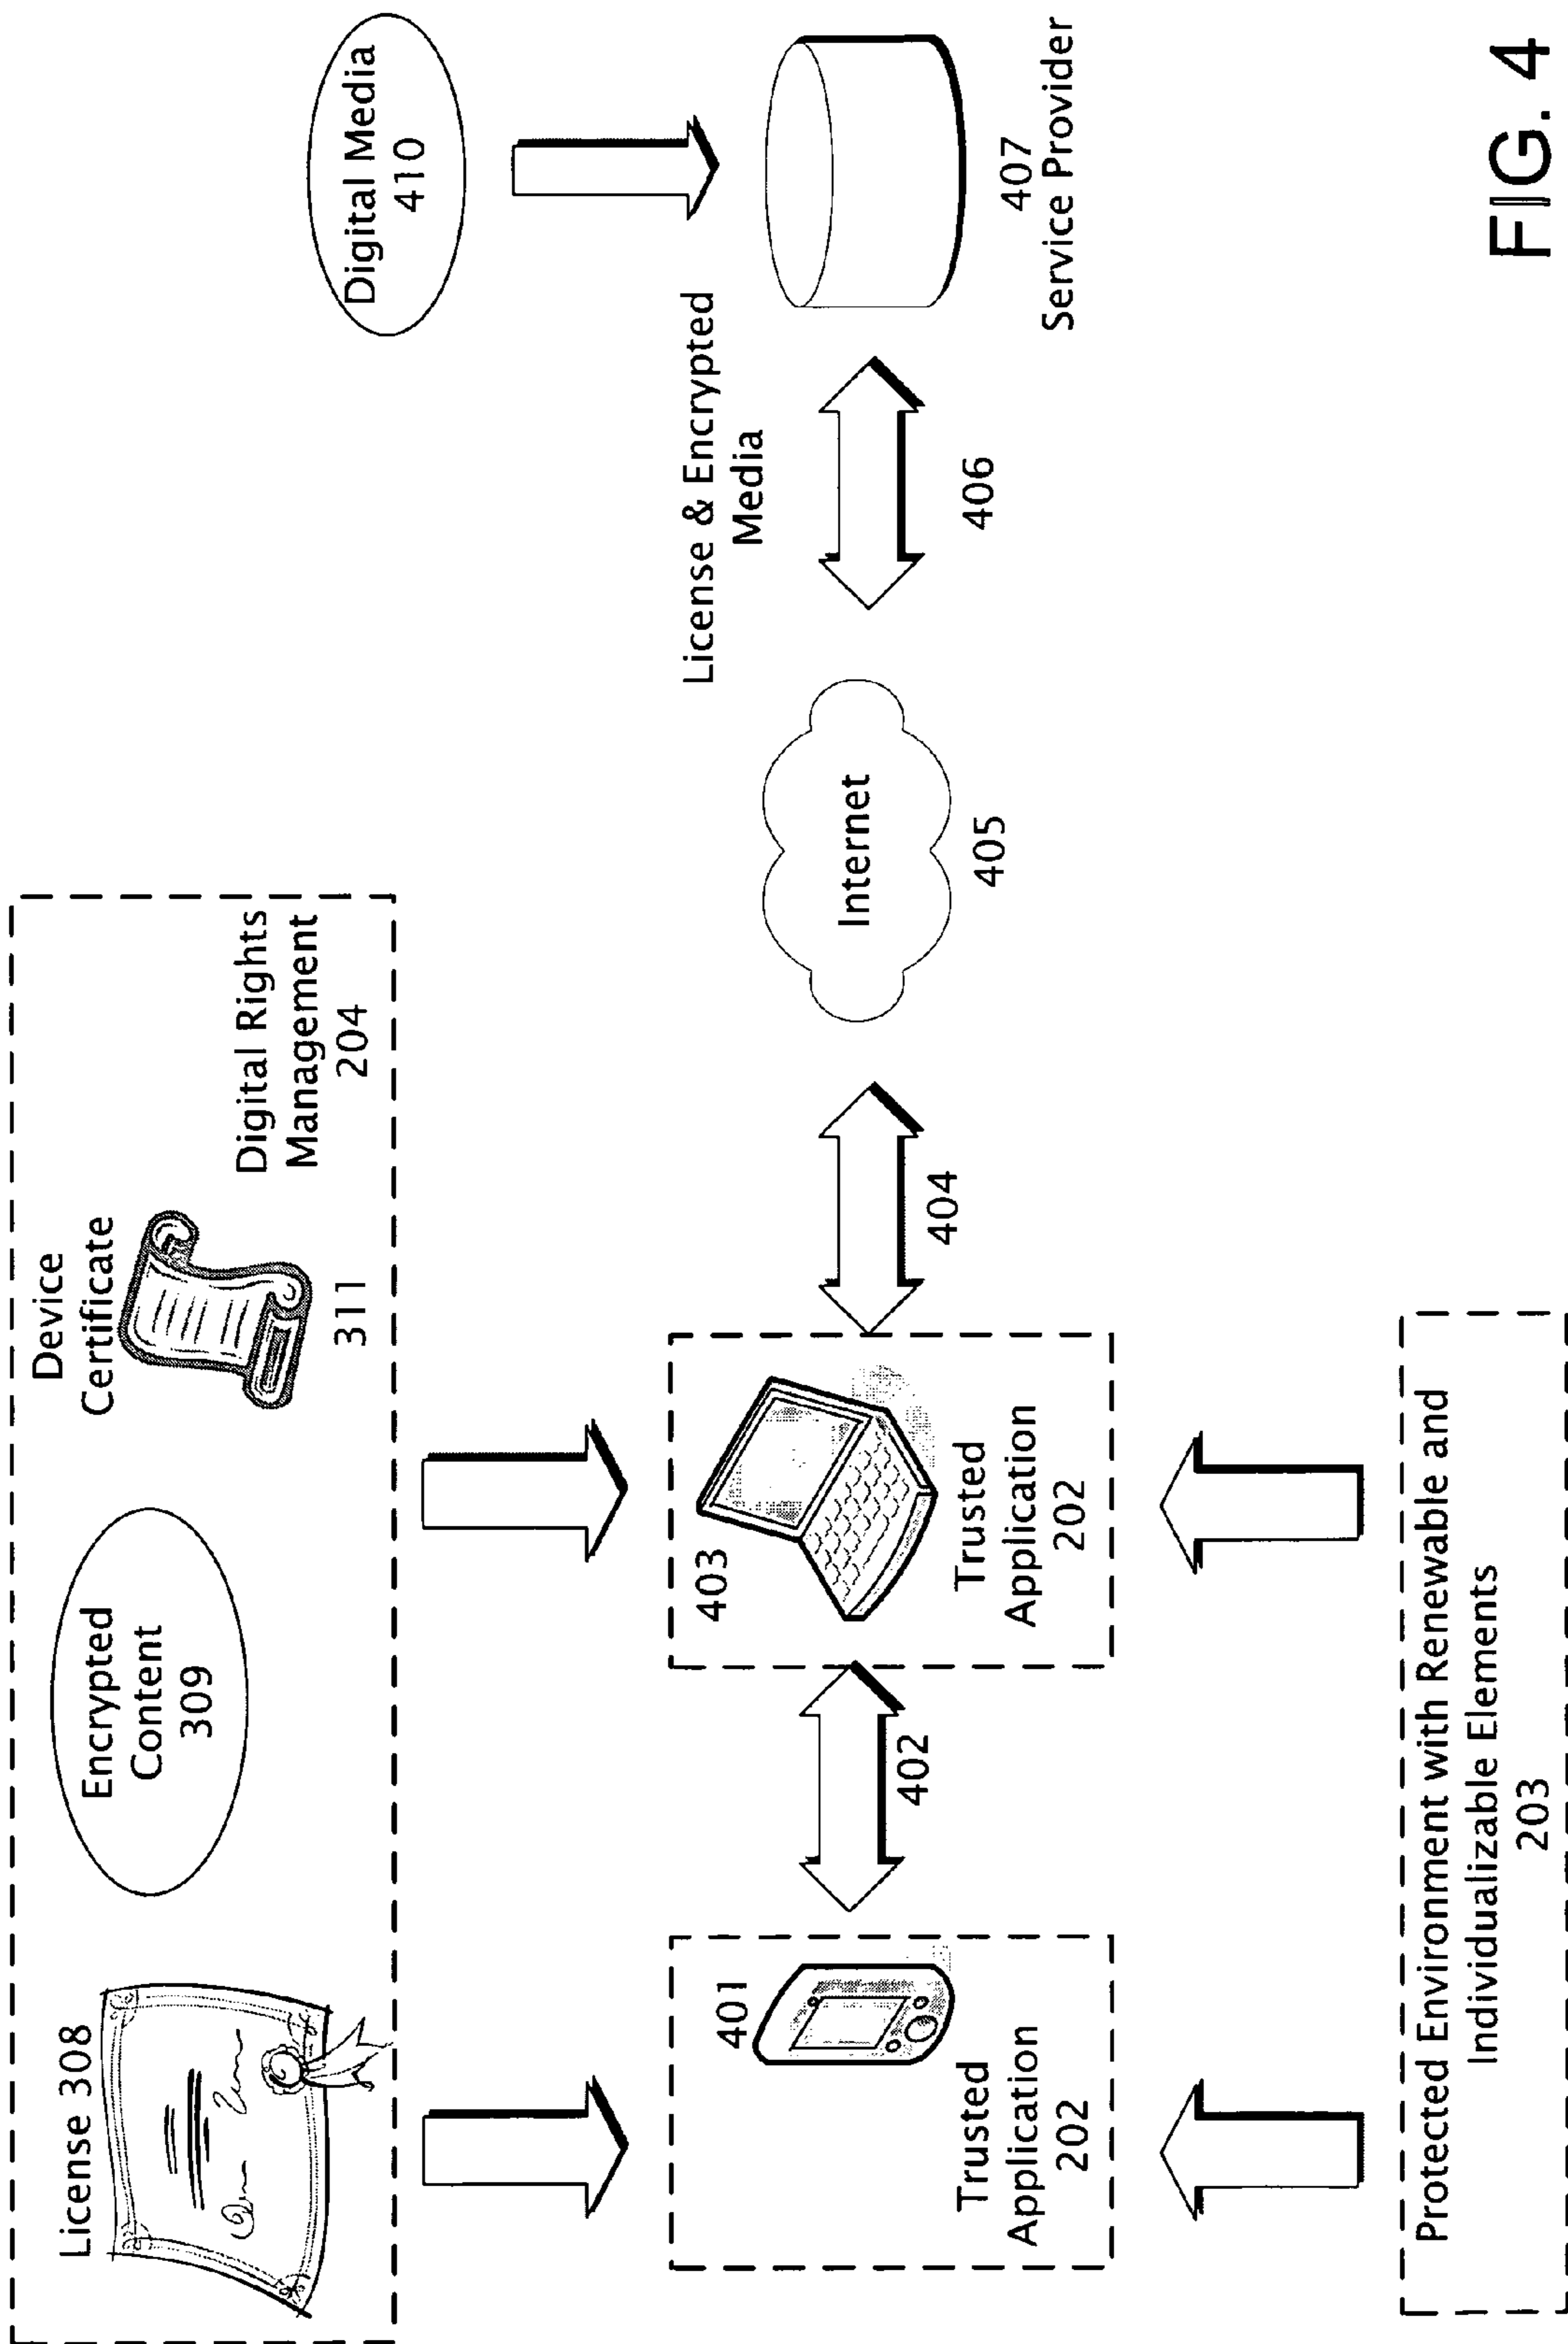 License 308
Encrypted
Content
309
Device
Certificate
311
Digital Rights
Management
204
Digital Media
410
401
Trusted
Application
202
402
403
Trusted
Application
202
404
Internet
405
License & Encrypted
Media
406
407
Service Provider
Protected Environment with Renewable and
Individualizable Elements
203
FIG. 4